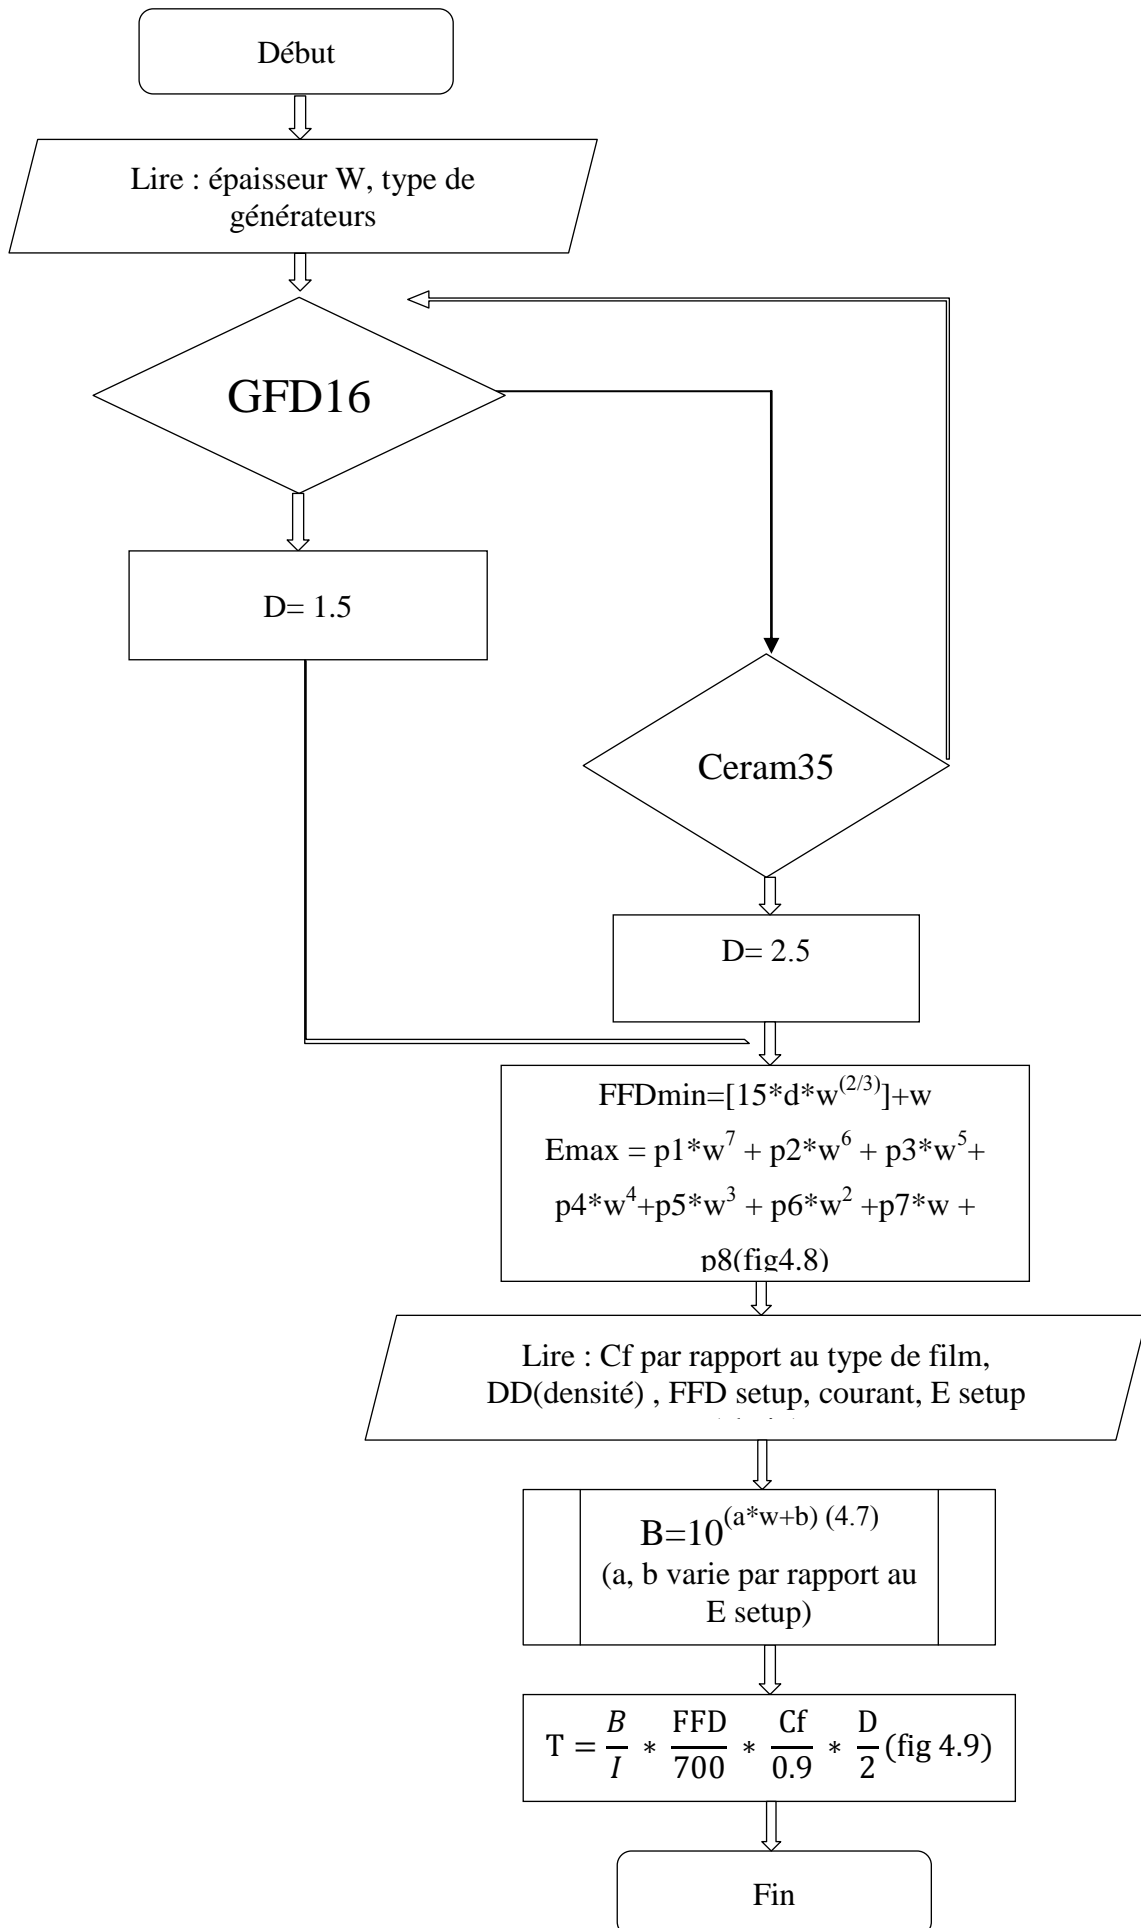 Début
Lire : épaisseur W, type de
générateurs
GFD16
D= 1.5
Ceram35
D= 2.5
FFDmin=[15*d*w^(2/3)]+w
Emax = p1*w^7 + p2*w^6 + p3*w^5+
p4*w^4+p5*w^3 + p6*w^2 +p7*w +
p8(fig4.8)
Lire : Cf par rapport au type de film,
DD(densité) , FFD setup, courant, E setup
B=10^(a*w+b) (4.7)
(a, b varie par rapport au
E setup)
T = B/I * FFD/700 * Cf/0.9 * D/2 (fig 4.9)
Fin